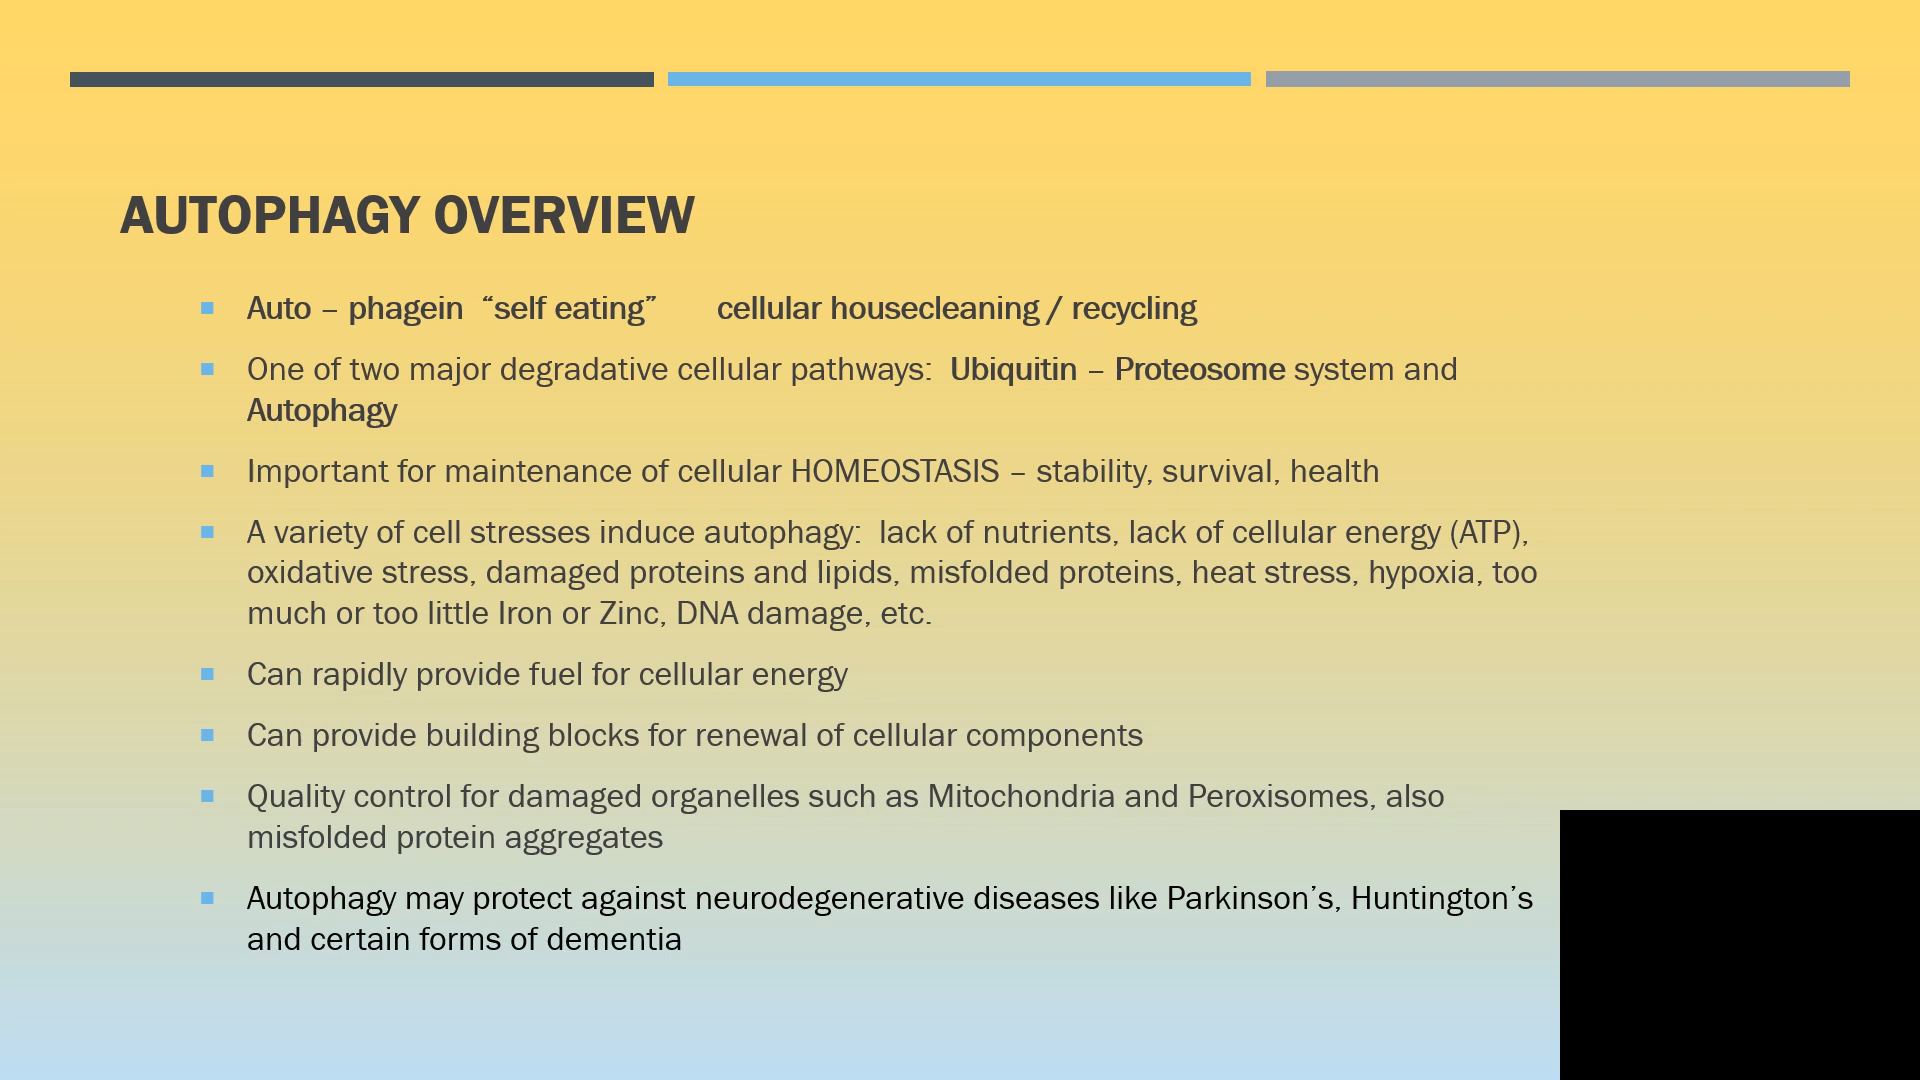 AUTOPHAGY OVERVIEW
Auto – phagein “self eating” cellular housecleaning / recycling
One of two major degradative cellular pathways: Ubiquitin – Proteosome system and
Autophagy
Important for maintenance of cellular HOMEOSTASIS – stability, survival, health
A variety of cell stresses induce autophagy: lack of nutrients, lack of cellular energy (ATP),
oxidative stress, damaged proteins and lipids, misfolded proteins, heat stress, hypoxia, too
much or too little Iron or Zinc, DNA damage, etc.
Can rapidly provide fuel for cellular energy
Can provide building blocks for renewal of cellular components
Quality control for damaged organelles such as Mitochondria and Peroxisomes, also
misfolded protein aggregates
Autophagy may protect against neurodegenerative diseases like Parkinson’s, Huntington’s
and certain forms of dementia